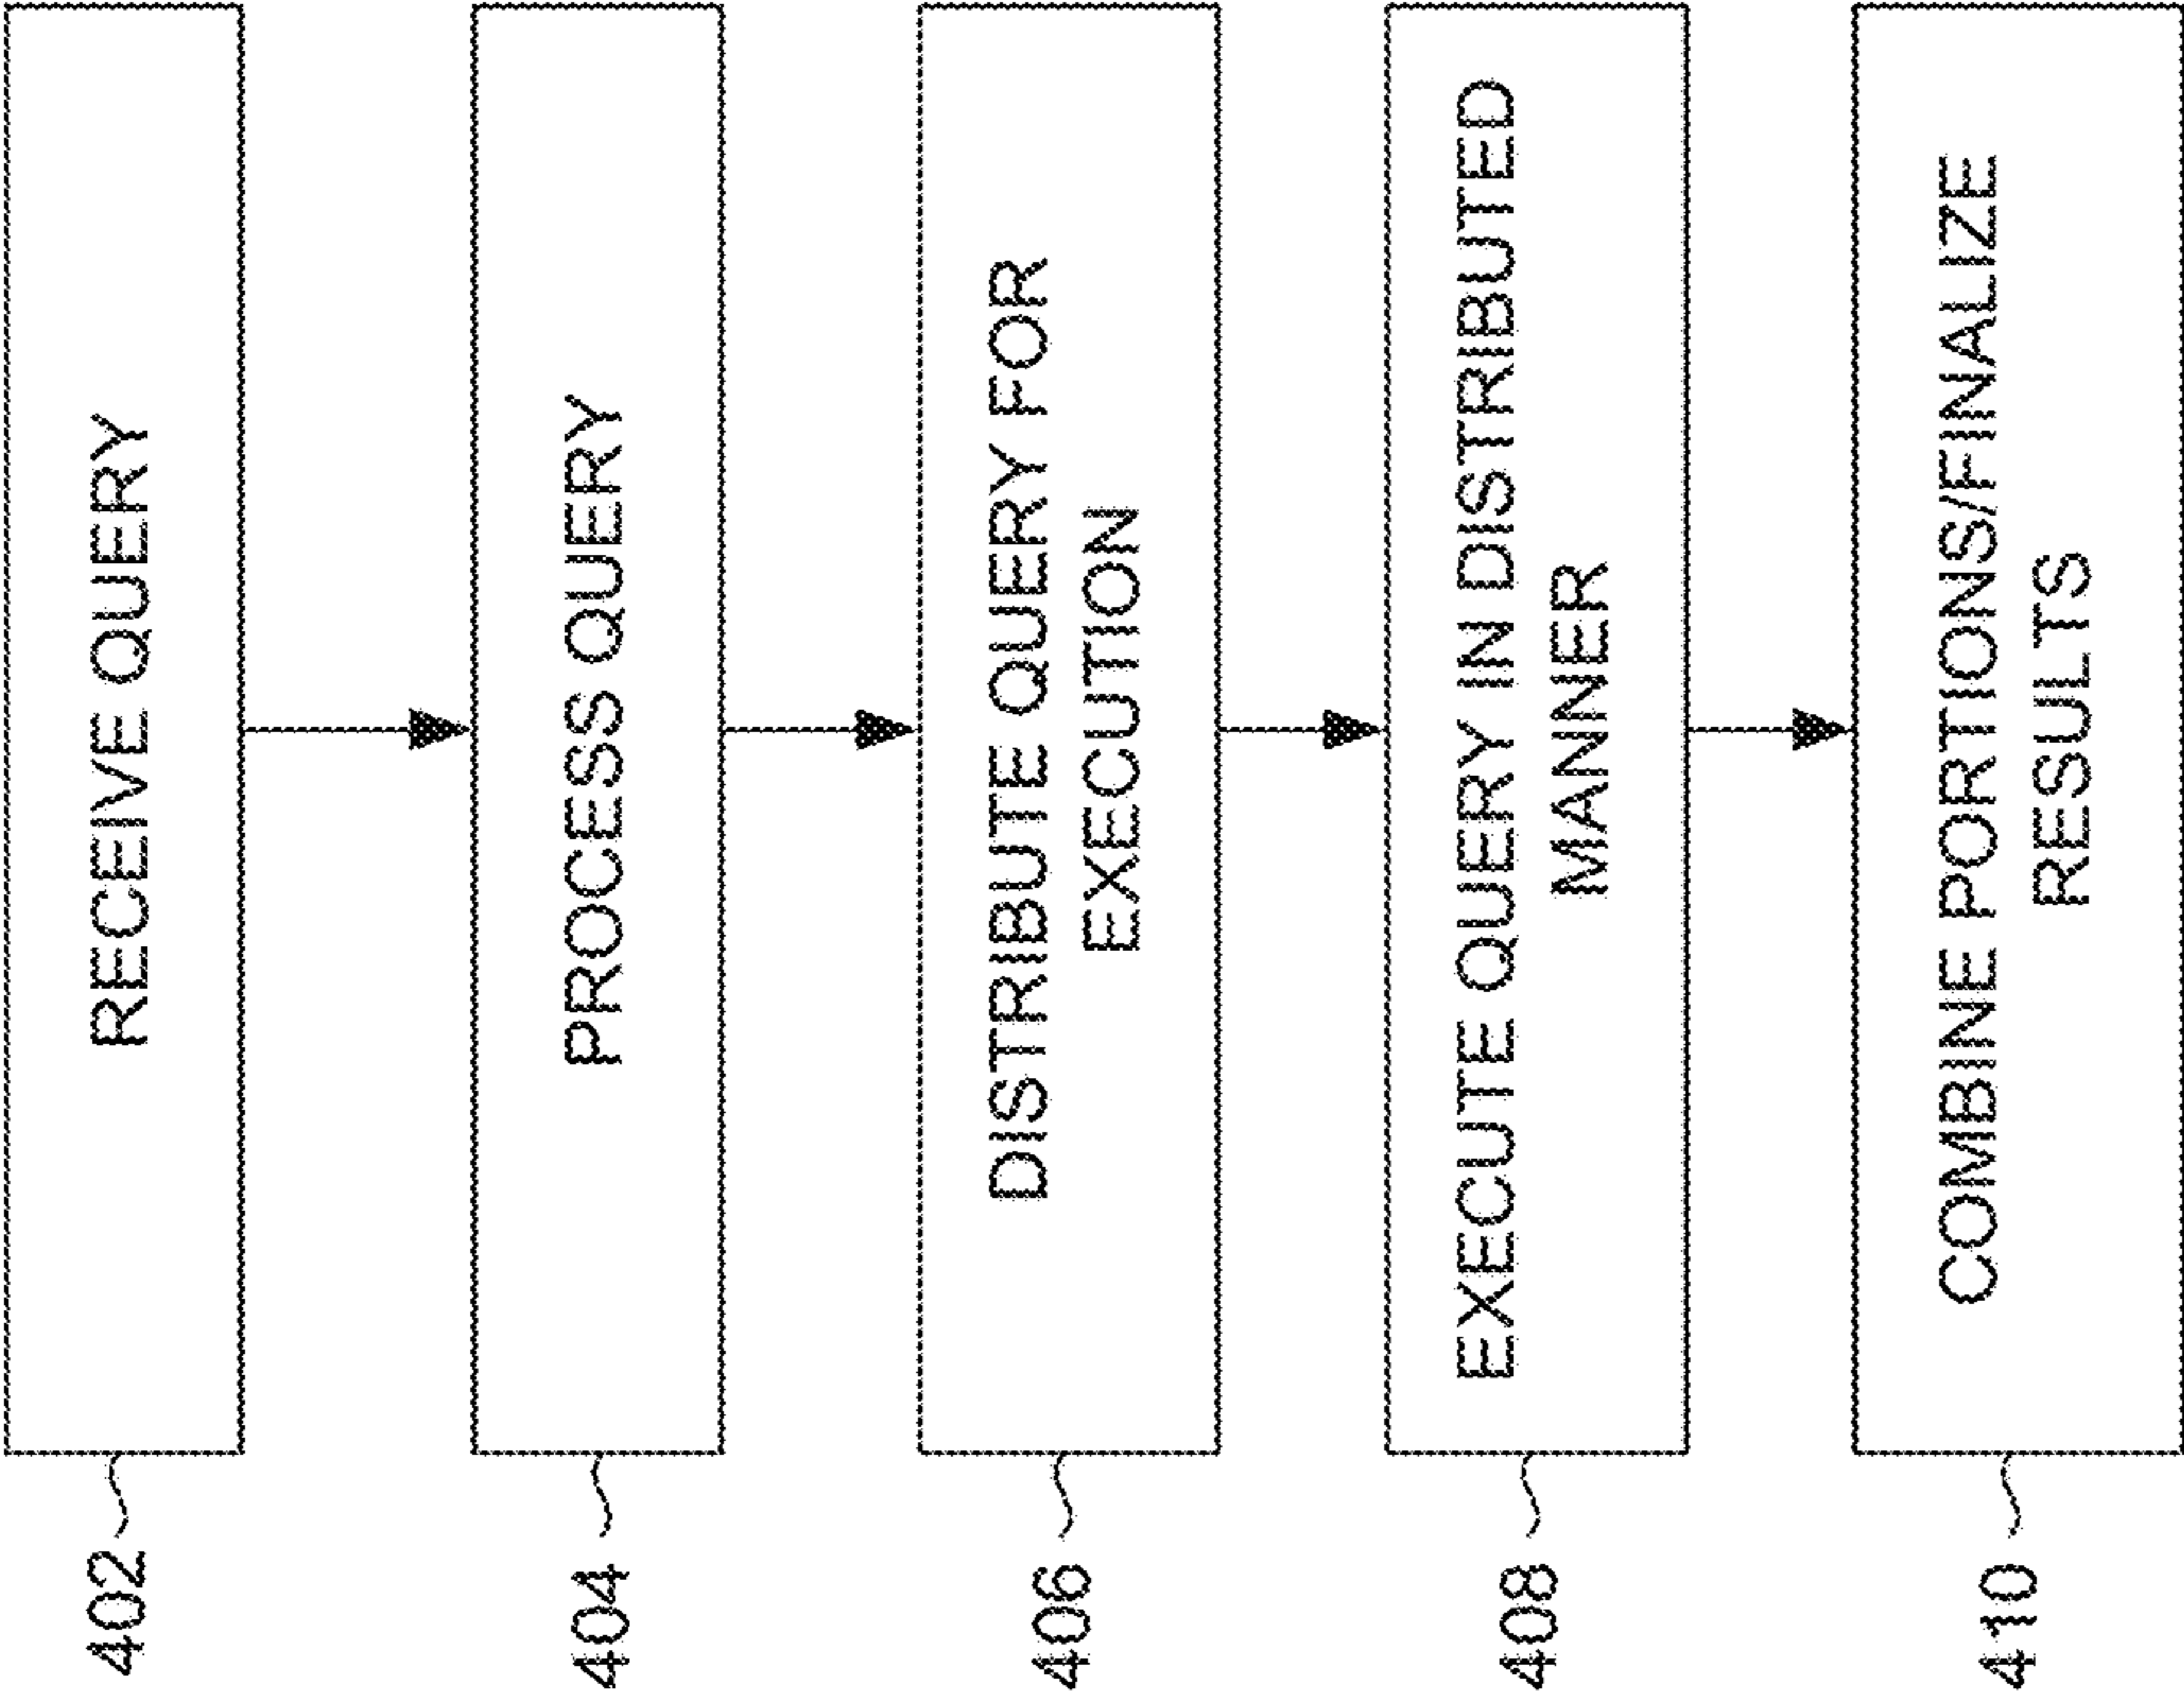 402
RECEIVE QUERY
404
PROCESS QUERY
406
DISTRIBUTE QUERY FOR
EXECUTION
408
EXECUTE QUERY IN DISTRIBUTED
MANNER
410
COMBINE PORTIONS/FINALIZE
RESULTS